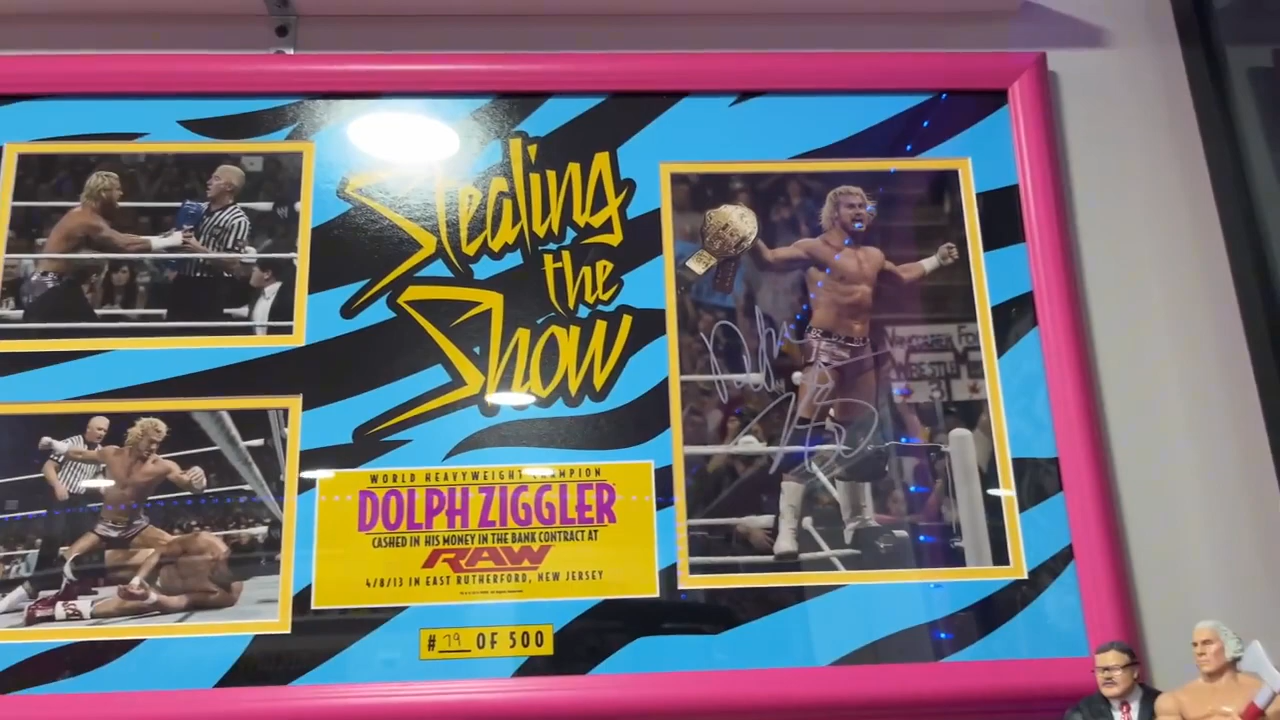 Stealing
the
Show
WORLD HEAVYWEIGHT CHAMPION
DOLPH ZIGGLER
CASHED IN HIS MONEY IN THE BANK CONTRACT AT
RAW
4/8/13 IN EAST RUTHERFORD, NEW JERSEY
# 79 OF 500